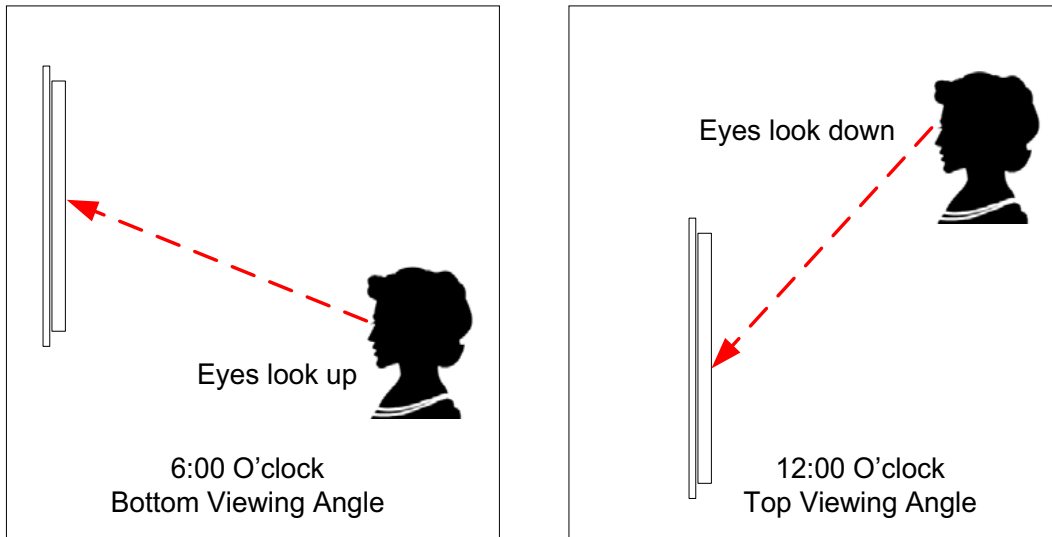 Eyes look up
6:00 O’clock
Bottom Viewing Angle
Eyes look down
12:00 O’clock
Top Viewing Angle